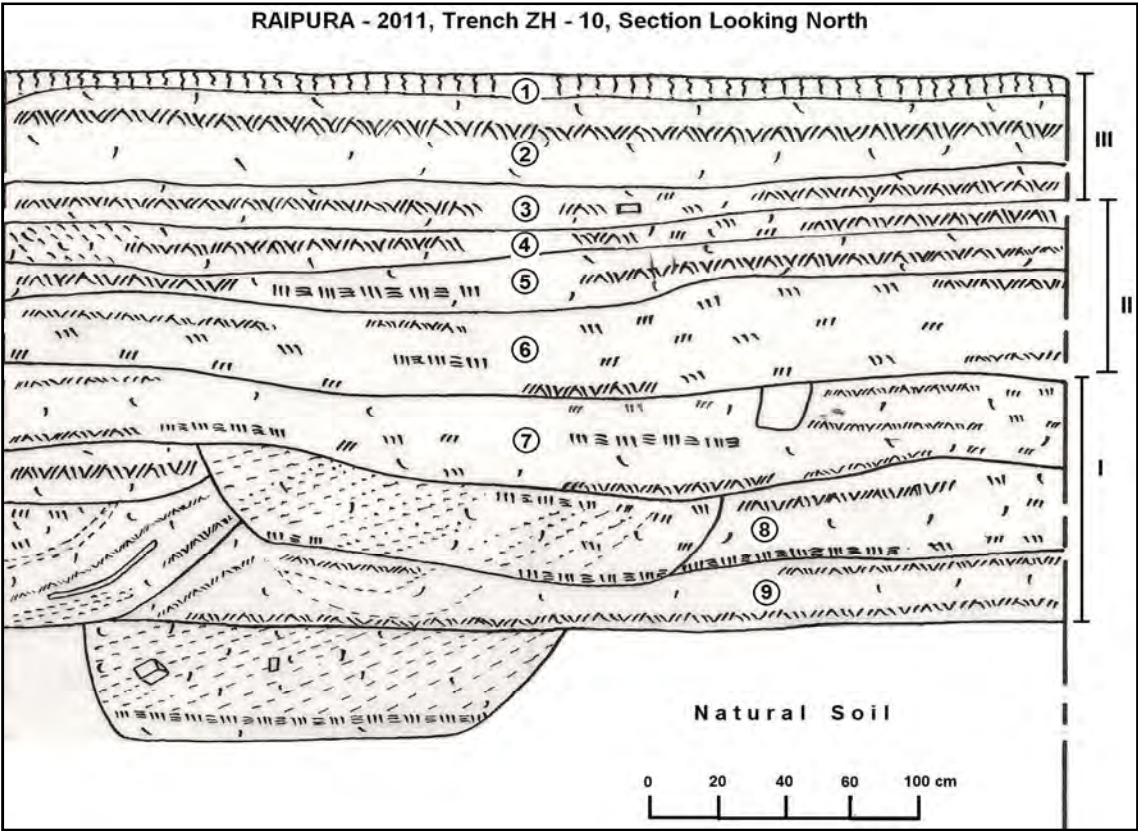 RAIPURA - 2011, Trench ZH - 10, Section Looking North
1
2
III
3
4
5
II
6
7
I
8
9
Natural Soil
0 20 40 60 100 cm